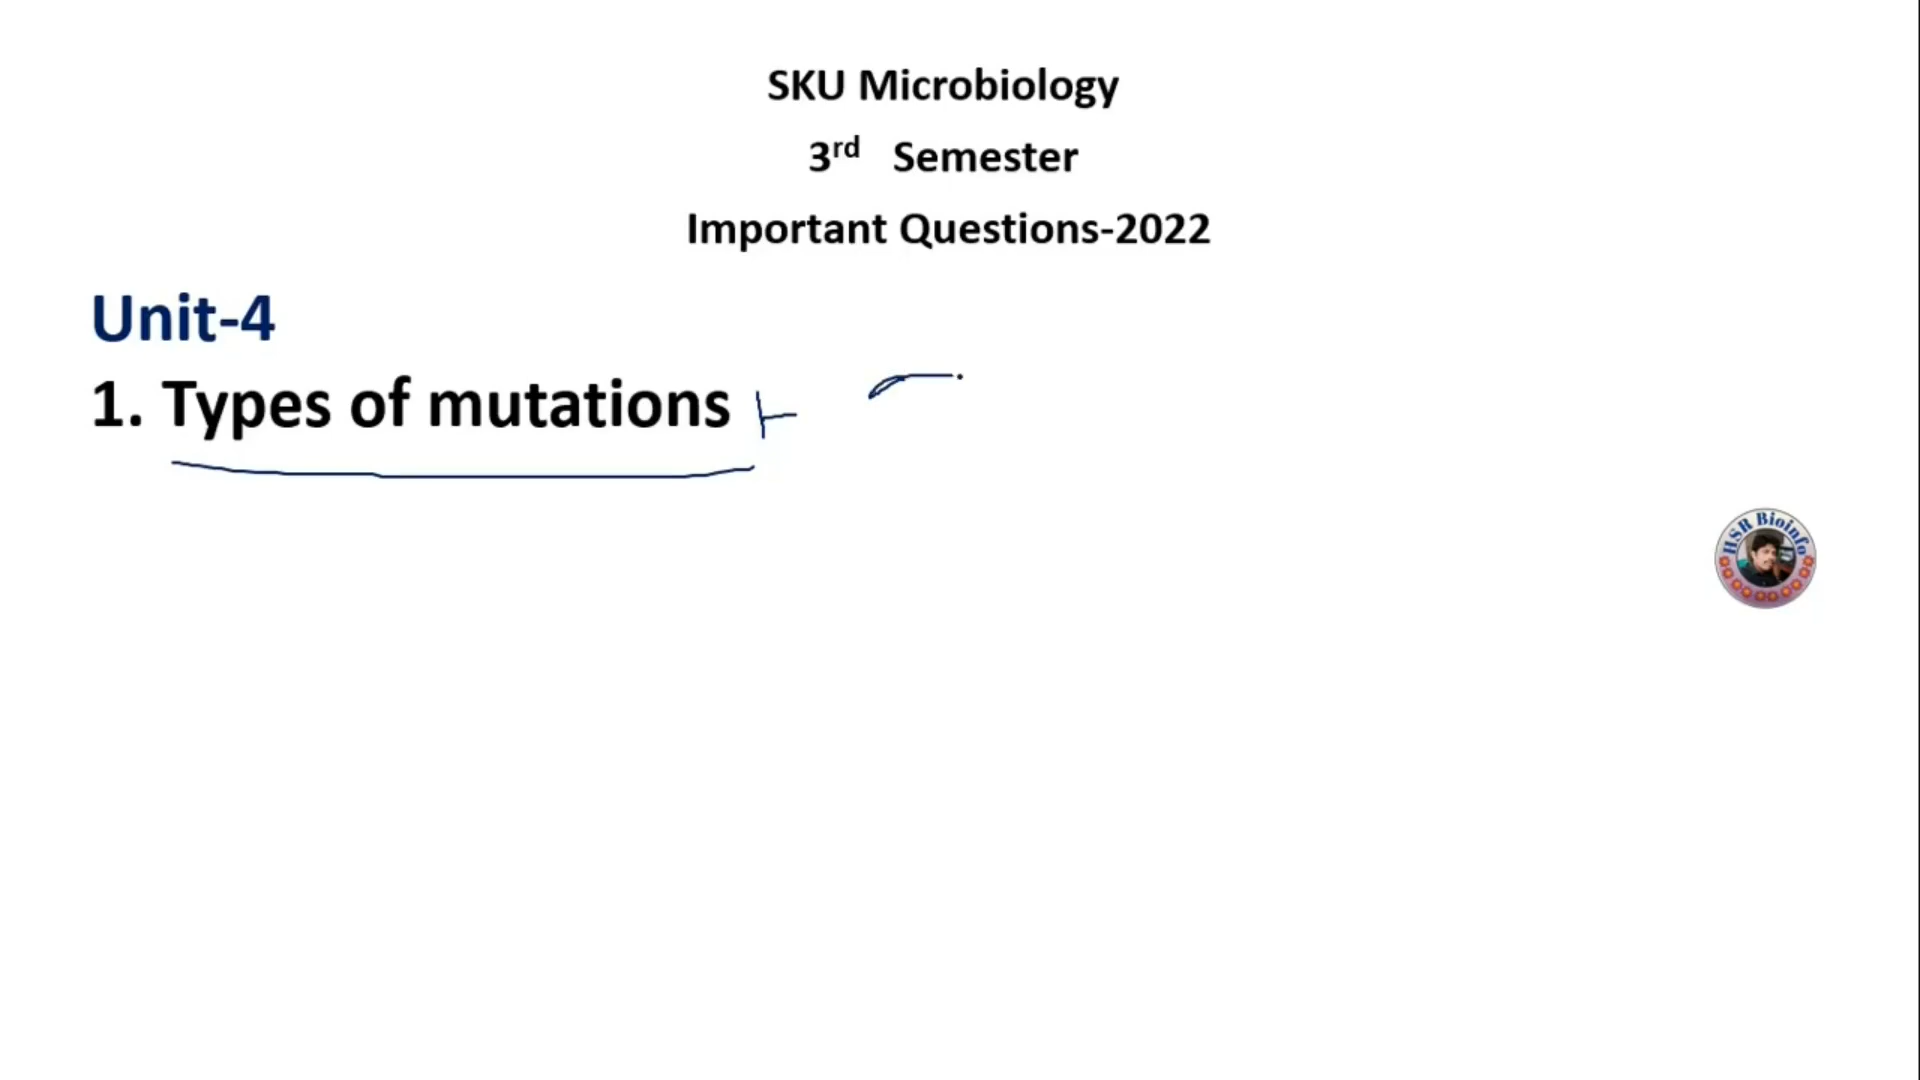 SKU Microbiology
3rd Semester
Important Questions-2022
Unit-4
1. Types of mutations
HSR Bioinfo